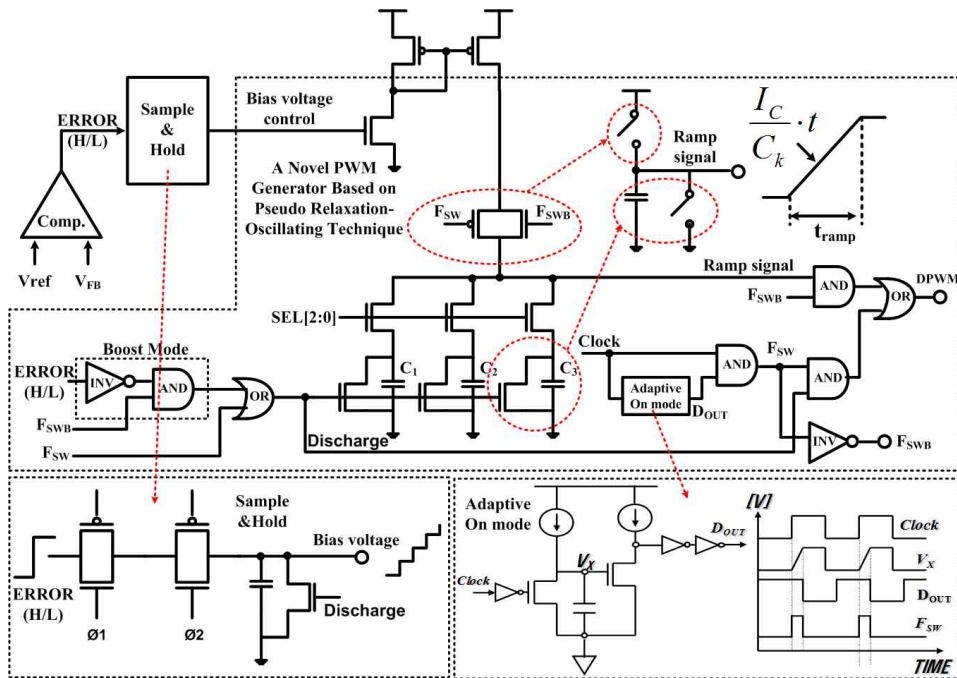 ERROR
(H/L)
Sample
&
Hold
Bias voltage
control
Comp.
Vref
V_FB
A Novel PWM
Generator Based on
Pseudo Relaxation-
Oscillating Technique
F_SW
F_SWB
Ramp
signal
I_C
C_k
· t
t_ramp
Ramp signal
F_SWB
AND
OR
DPWM
SEL[2:0]
C_1
C_2
C_3
Clock
AND
F_SW
AND
Adaptive
On mode
D_OUT
INV
F_SWB
Boost Mode
ERROR
(H/L)
INV
AND
OR
F_SWB
F_SW
Discharge
Sample
&Hold
Bias voltage
ERROR
(H/L)
Ø1
Ø2
Discharge
Adaptive
On mode
Clock
V_X
D_OUT
[V]
Clock
V_X
D_OUT
F_SW
TIME